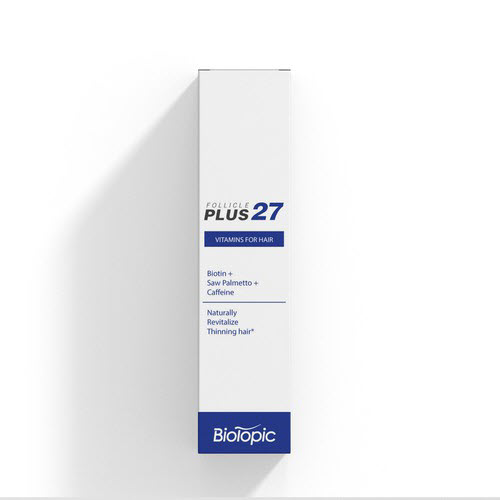 FOLLICLE
PLUS 27
VITAMINS FOR HAIR
Biotin +
Saw Palmetto +
Caffeine
Naturally
Revitalize
Thinning hair*
BioTopic